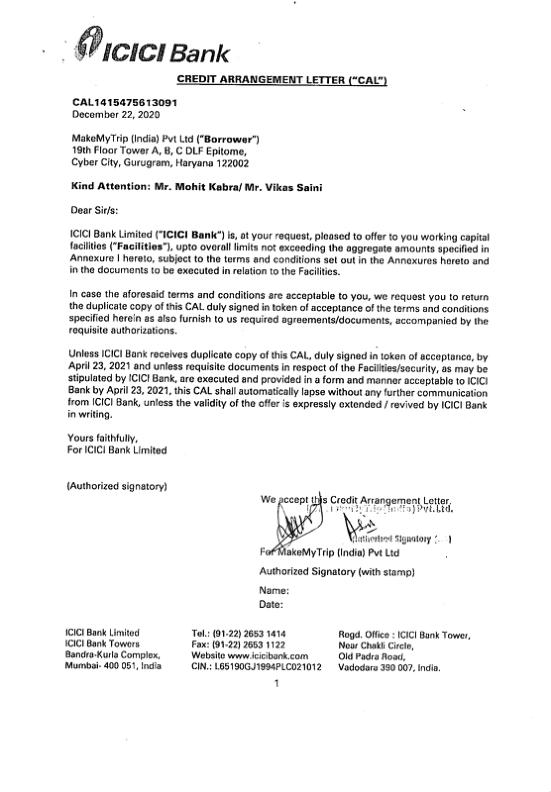 ICICI Bank
CREDIT ARRANGEMENT LETTER ("CAL")
CAL1415475613091
December 22, 2020
MakeMyTrip (India) Pvt Ltd ("Borrower")
19th Floor Tower A, B, C DLF Epitome,
Cyber City, Gurugram, Haryana 122002
Kind Attention: Mr. Mohit Kabra/ Mr. Vikas Saini
Dear Sir/s:
ICICI Bank Limited ("ICICI Bank") is, at your request, pleased to offer to you working capital
facilities ("Facilities"), upto overall limits not exceeding the aggregate amounts specified in
Annexure I hereto, subject to the terms and conditions set out in the Annexures hereto and
in the documents to be executed in relation to the Facilities.
In case the aforesaid terms and conditions are acceptable to you, we request you to return
the duplicate copy of this CAL duly signed in token of acceptance of the terms and conditions
specified herein as also furnish to us required agreements/documents, accompanied by the
requisite authorizations.
Unless ICICI Bank receives duplicate copy of this CAL, duly signed in token of acceptance, by
April 23, 2021 and unless requisite documents in respect of the Facilities/security, as may be
stipulated by ICICI Bank, are executed and provided in a form and manner acceptable to ICICI
Bank by April 23, 2021, this CAL shall automatically lapse without any further communication
from ICICI Bank, unless the validity of the offer is expressly extended / revived by ICICI Bank
in writing.
Yours faithfully,
For ICICI Bank Limited
(Authorized signatory)
We accept this Credit Arrangement Letter,
Pvt. Ltd.
Authorised Signatory
For MakeMyTrip (India) Pvt Ltd
Authorized Signatory (with stamp)
Name:
Date:
ICICI Bank Limited
ICICI Bank Towers
Bandra-Kurla Complex,
Mumbai- 400 051, India
Tel.: (91-22) 2653 1414
Fax: (91-22) 2653 1122
Website www.icicibank.com
CIN.: L65190GJ1994PLC021012
Regd. Office : ICICI Bank Tower,
Near Chakli Circle,
Old Padra Road,
Vadodara 390 007, India.
1